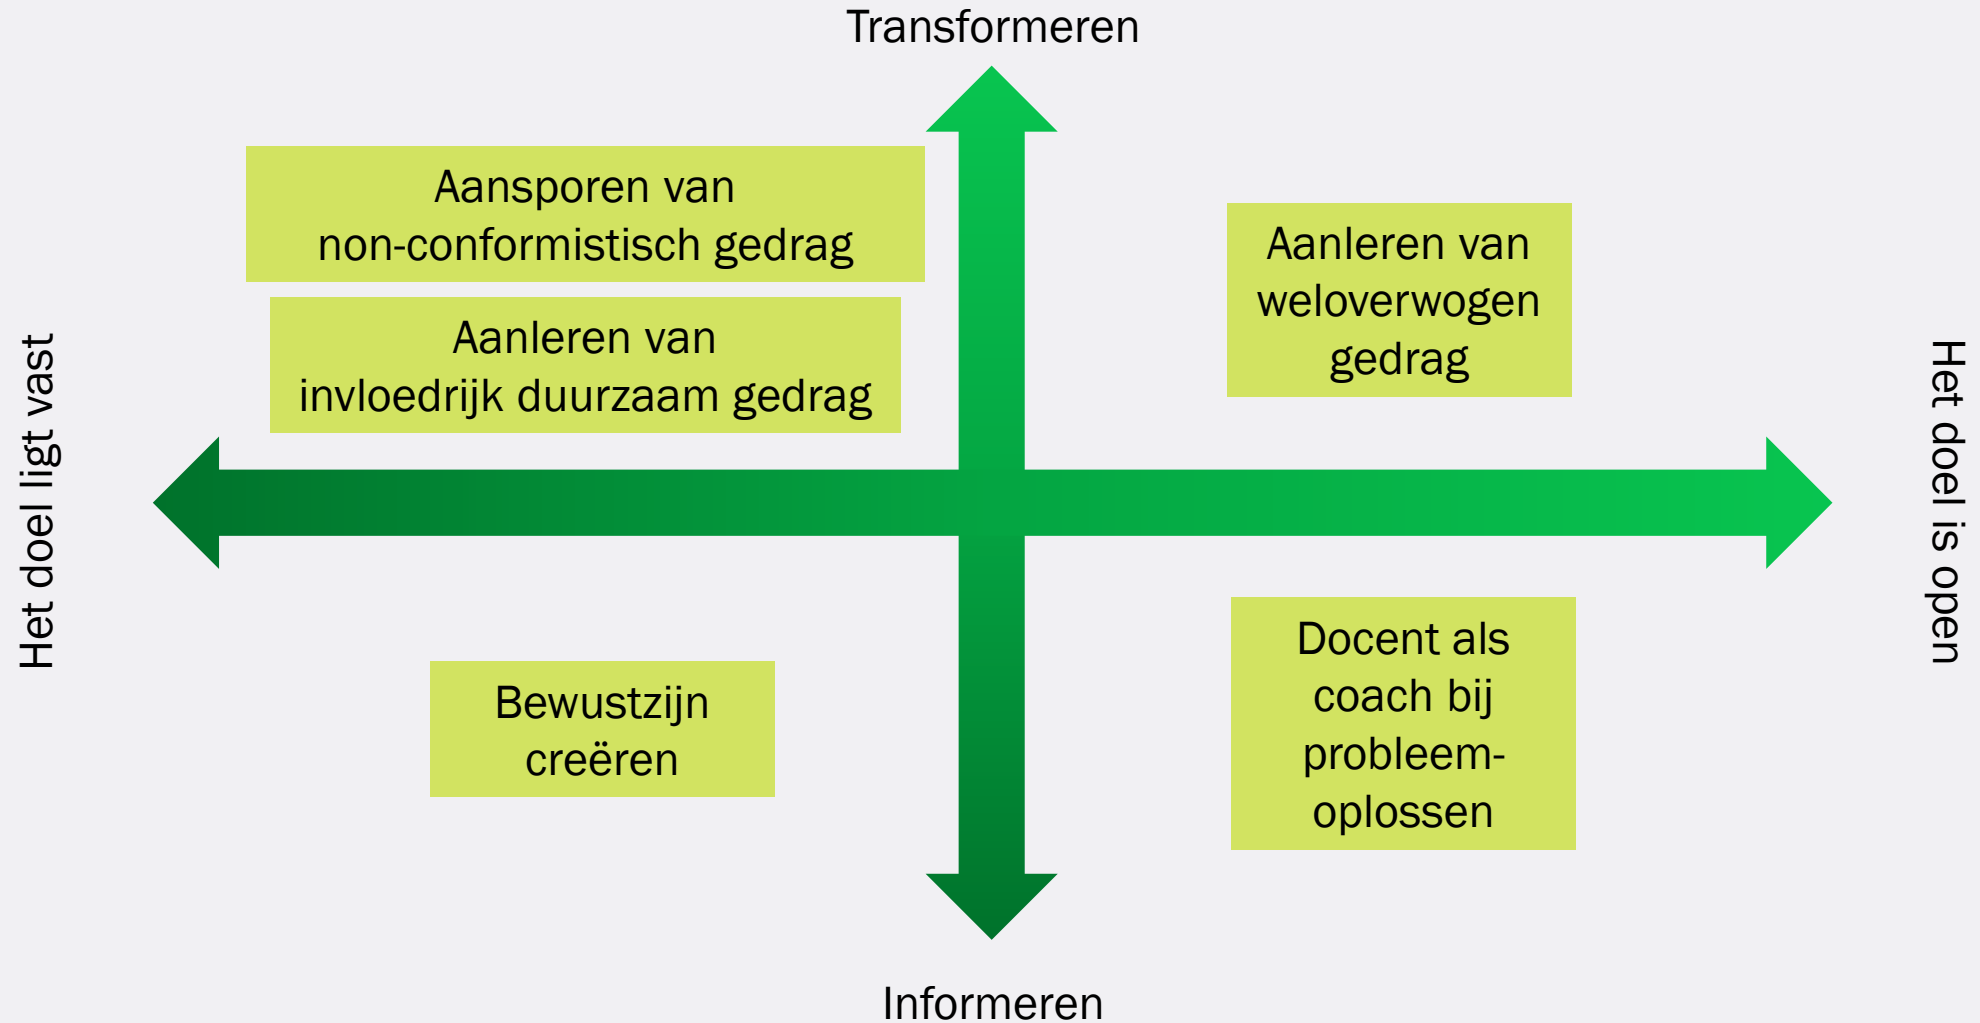 Transformeren
Aansporen van
non-conformistisch gedrag
Aanleren van
invloedrijk duurzaam gedrag
Aanleren van
weloverwogen
gedrag
Het doel ligt vast
Het doel is open
Bewustzijn
creëren
Docent als
coach bij
probleem-
oplossen
Informeren